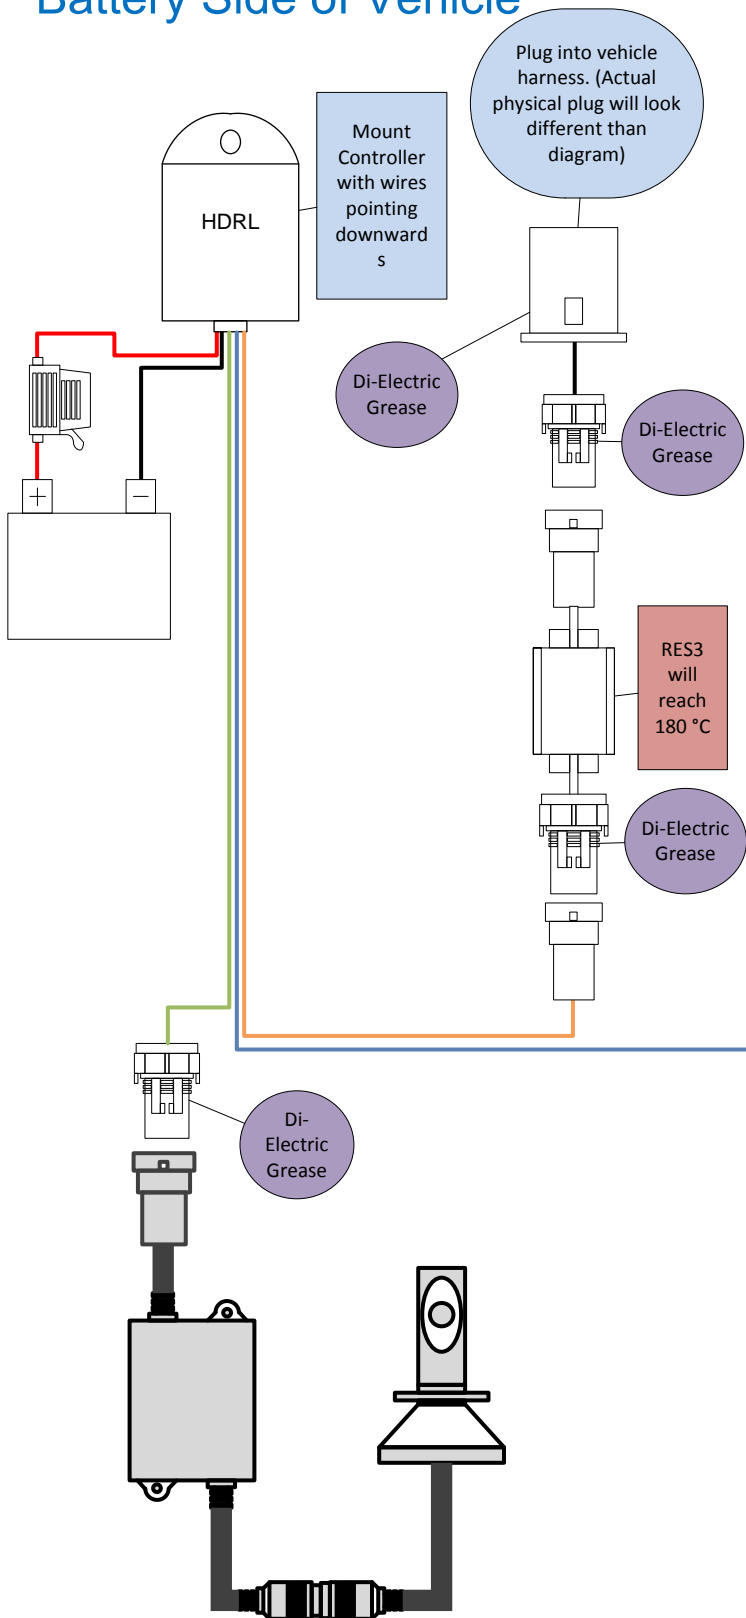 Battery Side of Vehicle
Plug into vehicle
harness. (Actual
physical plug will look
different than
diagram)
Mount
Controller
with wires
pointing
downward
s
HDRL
Di-Electric
Grease
Di-Electric
Grease
+
−
RES3
will
reach
180 °C
Di-Electric
Grease
Di-
Electric
Grease